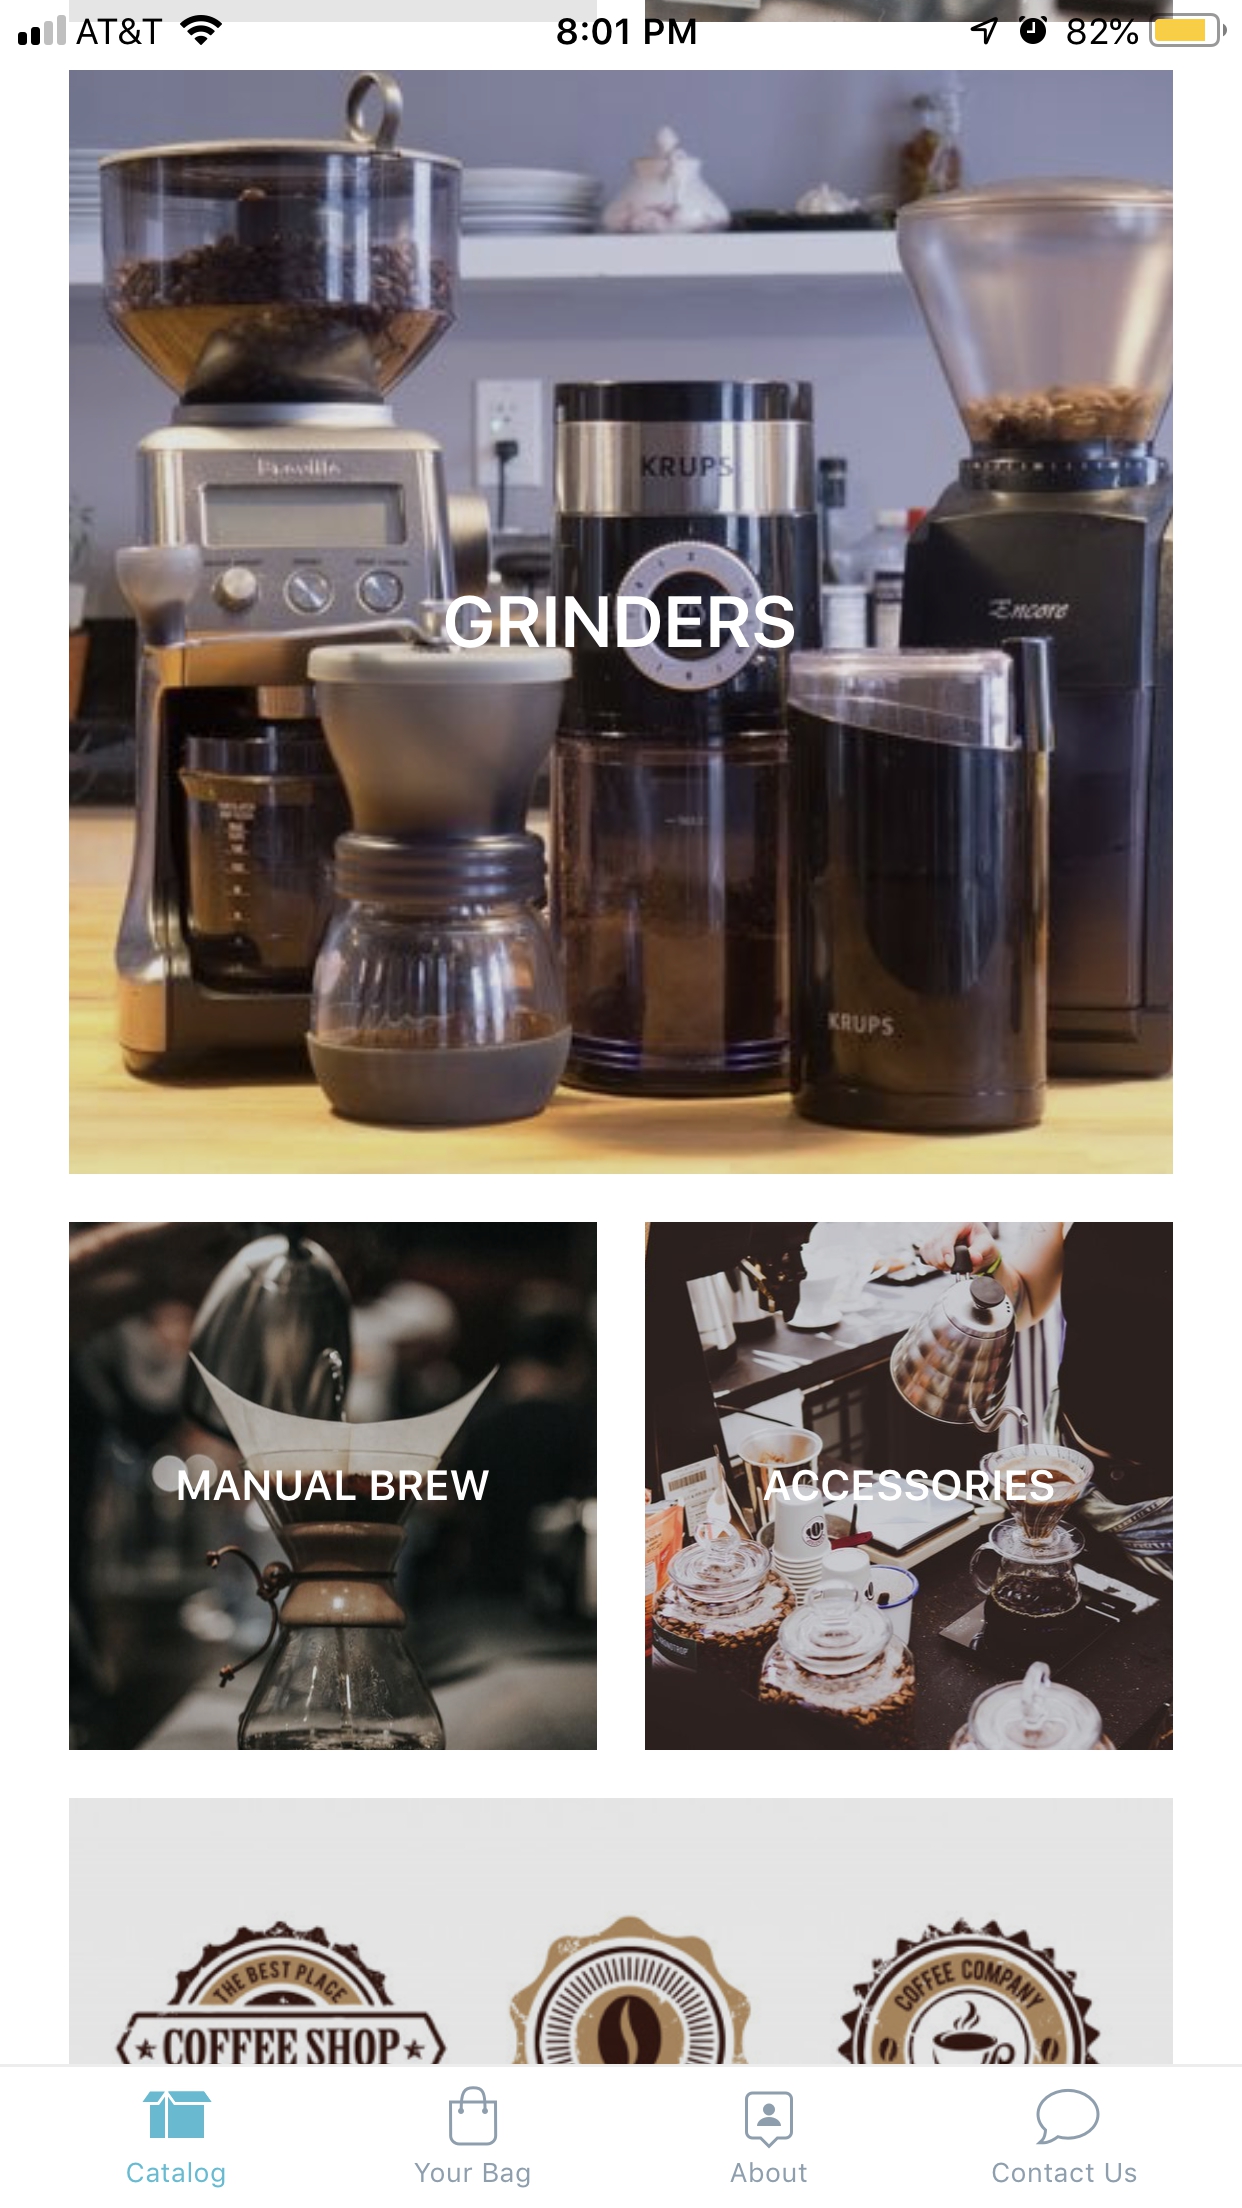 AT&T 8:01 PM 82%
Breville
KRUPS
GRINDERS
Encore
KRUPS
MANUAL BREW
ACCESSORIES
THE BEST PLACE
COFFEE SHOP
COFFEE COMPANY
Catalog
Your Bag
About
Contact Us